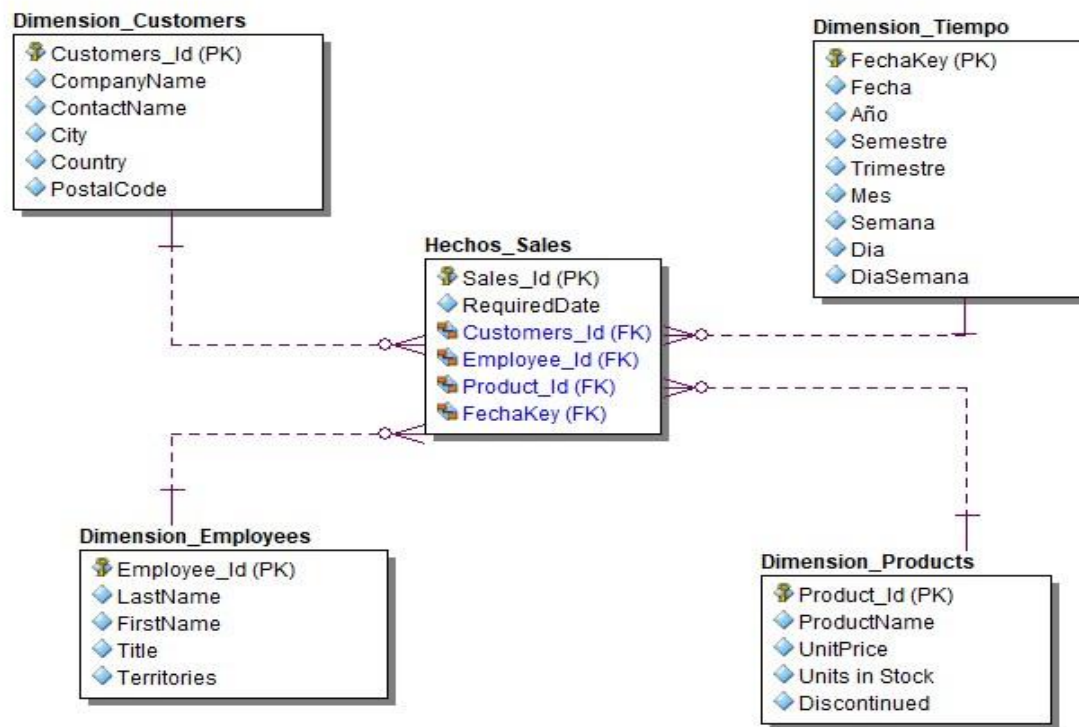 Dimension_Customers
Customers_Id (PK)
CompanyName
ContactName
City
Country
PostalCode
Dimension_Tiempo
FechaKey (PK)
Fecha
Año
Semestre
Trimestre
Mes
Semana
Dia
DiaSemana
Hechos_Sales
Sales_Id (PK)
RequiredDate
Customers_Id (FK)
Employee_Id (FK)
Product_Id (FK)
FechaKey (FK)
Dimension_Employees
Employee_Id (PK)
LastName
FirstName
Title
Territories
Dimension_Products
Product_Id (PK)
ProductName
UnitPrice
Units in Stock
Discontinued